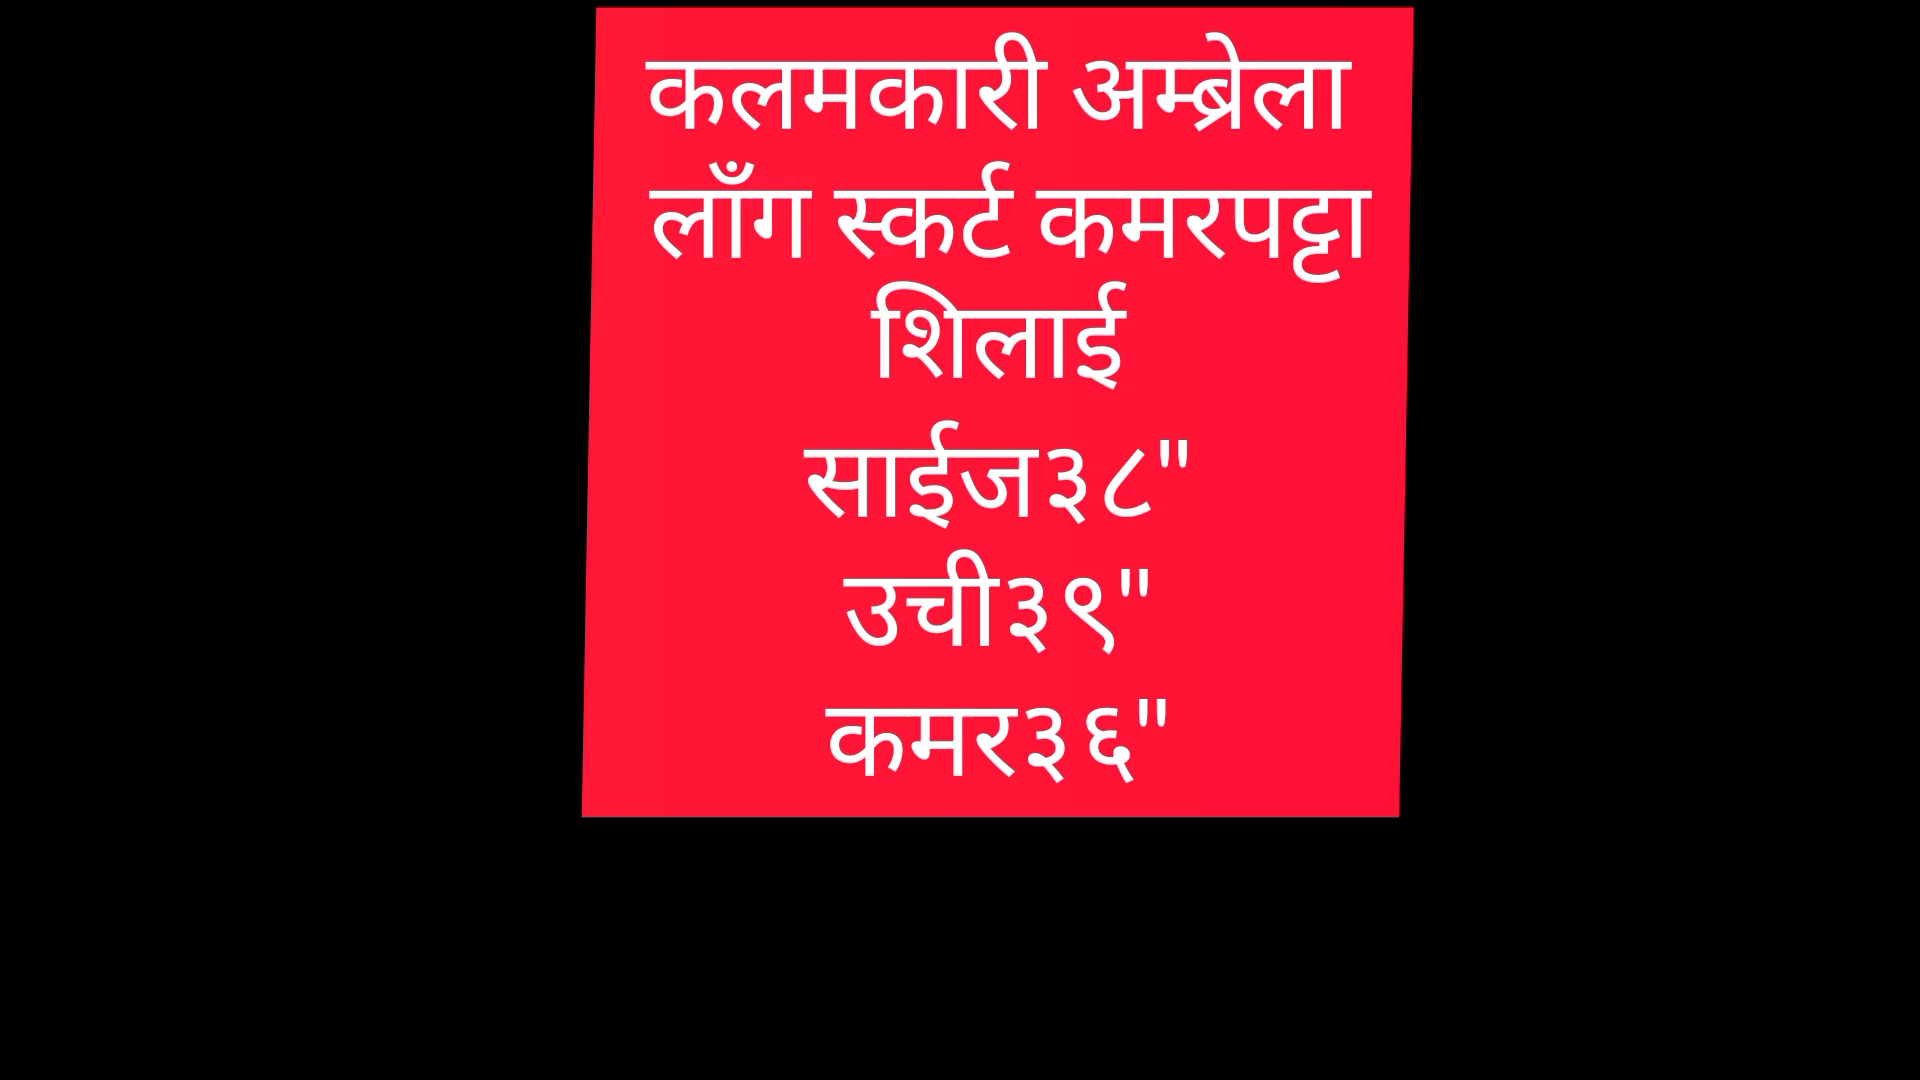 कलमकारी अम्ब्रेला
लाँग स्कर्ट कमरपट्टा
शिलाई
साईज३८"
उची३९"
कमर३६"